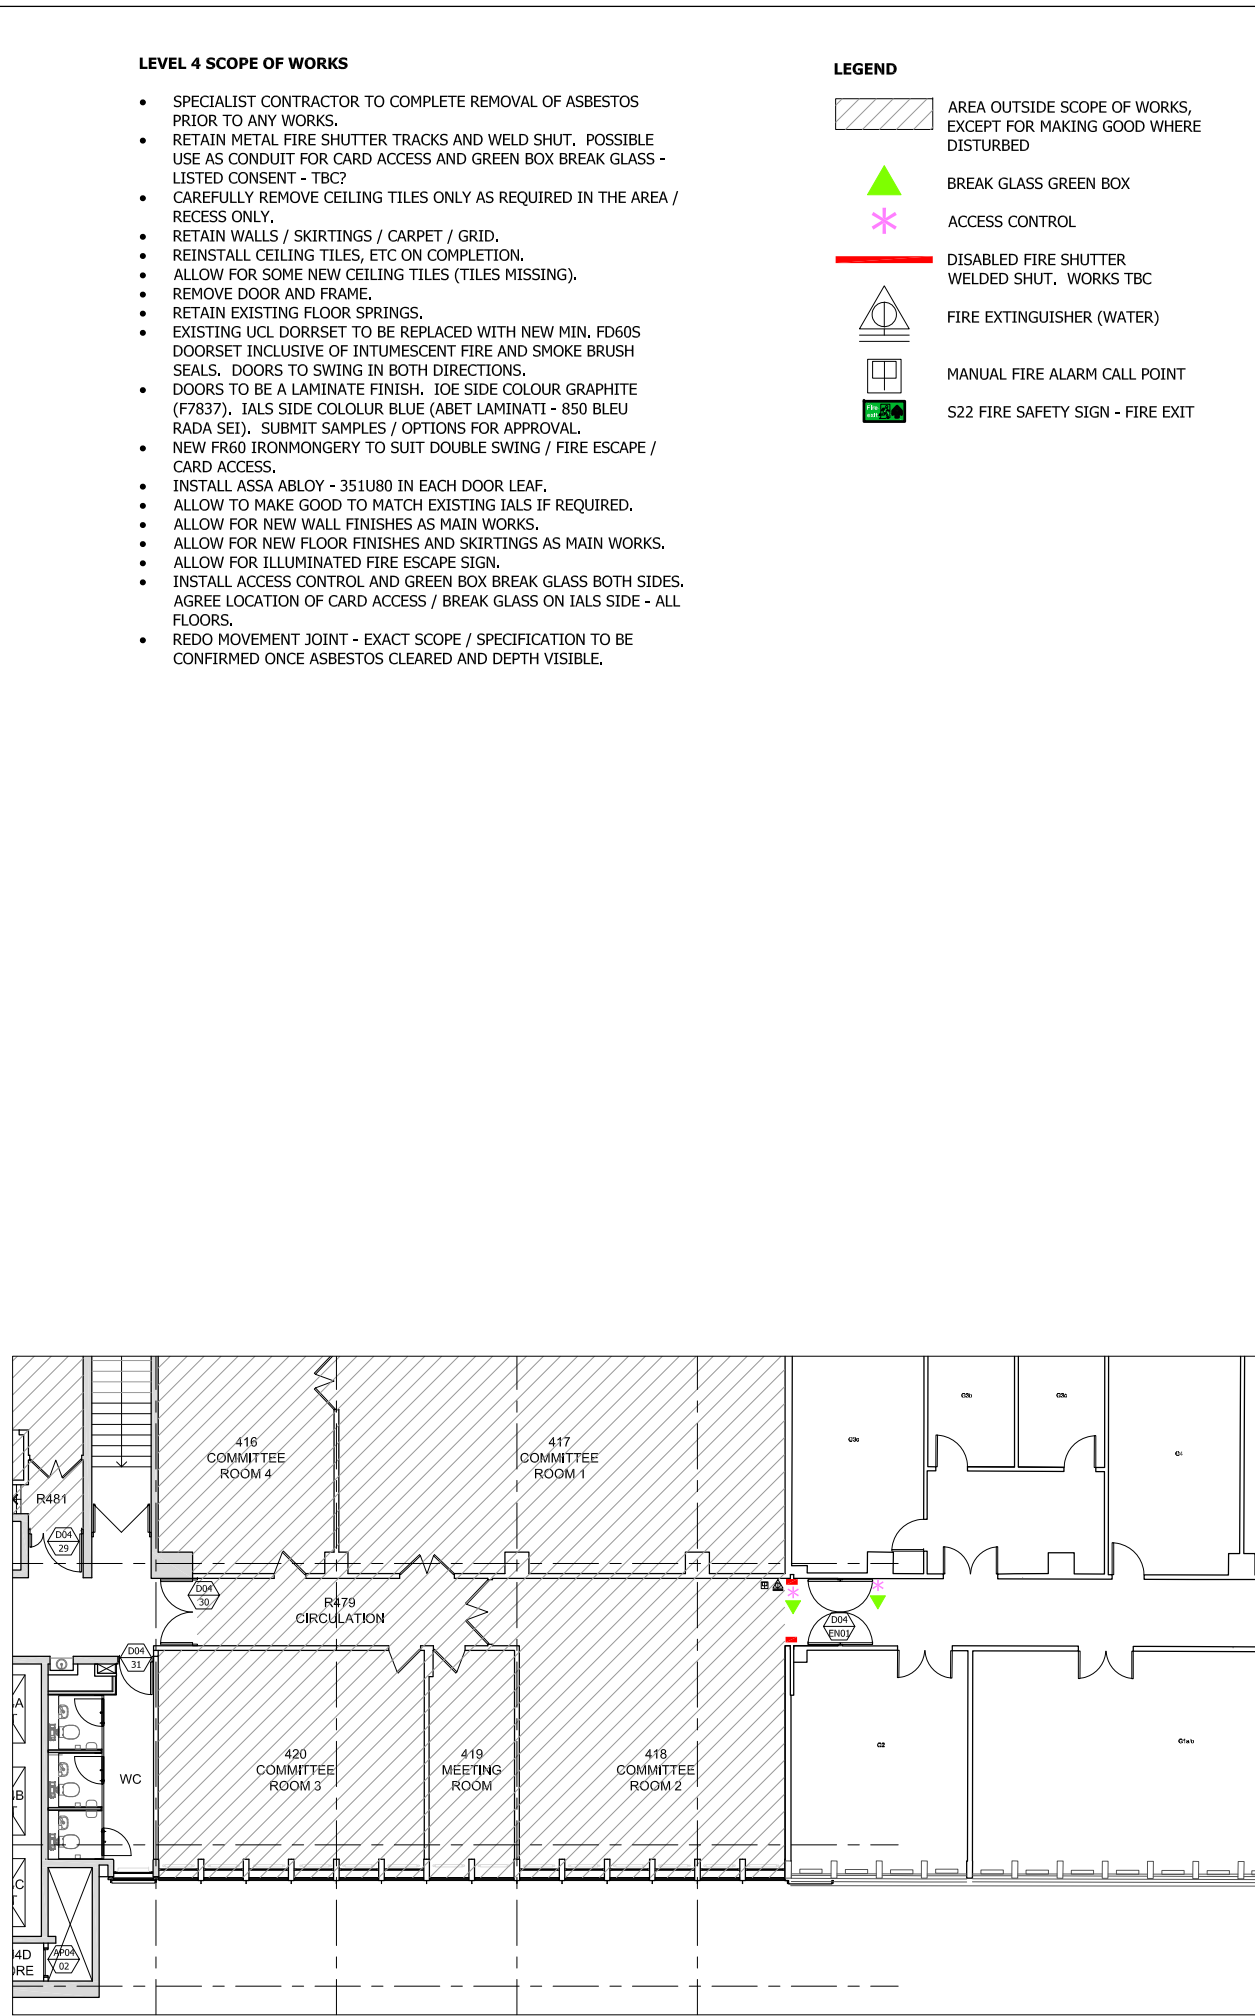 LEVEL 4 SCOPE OF WORKS
• SPECIALIST CONTRACTOR TO COMPLETE REMOVAL OF ASBESTOS
PRIOR TO ANY WORKS.
• RETAIN METAL FIRE SHUTTER TRACKS AND WELD SHUT. POSSIBLE
USE AS CONDUIT FOR CARD ACCESS AND GREEN BOX BREAK GLASS -
LISTED CONSENT - TBC?
• CAREFULLY REMOVE CEILING TILES ONLY AS REQUIRED IN THE AREA /
RECESS ONLY.
• RETAIN WALLS / SKIRTINGS / CARPET / GRID.
• REINSTALL CEILING TILES, ETC ON COMPLETION.
• ALLOW FOR SOME NEW CEILING TILES (TILES MISSING).
• REMOVE DOOR AND FRAME.
• RETAIN EXISTING FLOOR SPRINGS.
• EXISTING UCL DORRSET TO BE REPLACED WITH NEW MIN. FD60S
DOORSET INCLUSIVE OF INTUMESCENT FIRE AND SMOKE BRUSH
SEALS. DOORS TO SWING IN BOTH DIRECTIONS.
• DOORS TO BE A LAMINATE FINISH. IOE SIDE COLOUR GRAPHITE
(F7837). IALS SIDE COLOLUR BLUE (ABET LAMINATI - 850 BLEU
RADA SEI). SUBMIT SAMPLES / OPTIONS FOR APPROVAL.
• NEW FR60 IRONMONGERY TO SUIT DOUBLE SWING / FIRE ESCAPE /
CARD ACCESS.
• INSTALL ASSA ABLOY - 351U80 IN EACH DOOR LEAF.
• ALLOW TO MAKE GOOD TO MATCH EXISTING IALS IF REQUIRED.
• ALLOW FOR NEW WALL FINISHES AS MAIN WORKS.
• ALLOW FOR NEW FLOOR FINISHES AND SKIRTINGS AS MAIN WORKS.
• ALLOW FOR ILLUMINATED FIRE ESCAPE SIGN.
• INSTALL ACCESS CONTROL AND GREEN BOX BREAK GLASS BOTH SIDES.
AGREE LOCATION OF CARD ACCESS / BREAK GLASS ON IALS SIDE - ALL
FLOORS.
• REDO MOVEMENT JOINT - EXACT SCOPE / SPECIFICATION TO BE
CONFIRMED ONCE ASBESTOS CLEARED AND DEPTH VISIBLE.
LEGEND
AREA OUTSIDE SCOPE OF WORKS,
EXCEPT FOR MAKING GOOD WHERE
DISTURBED
BREAK GLASS GREEN BOX
ACCESS CONTROL
DISABLED FIRE SHUTTER
WELDED SHUT. WORKS TBC
FIRE EXTINGUISHER (WATER)
MANUAL FIRE ALARM CALL POINT
Fire
exit
S22 FIRE SAFETY SIGN - FIRE EXIT
416
COMMITTEE
ROOM 4
417
COMMITTEE
ROOM 1
G3b
G3a
G3c
G4
R481
D04
29
D04
30
R479
CIRCULATION
D04
EN01
D04
31
WC
420
COMMITTEE
ROOM 3
419
MEETING
ROOM
418
COMMITTEE
ROOM 2
G2
G1a/b
A
B
C
AP04
02